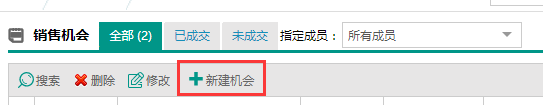 销售机会 全部 (2) 已成交 未成交 指定成员： 所有成员
搜索 删除 修改 新建机会